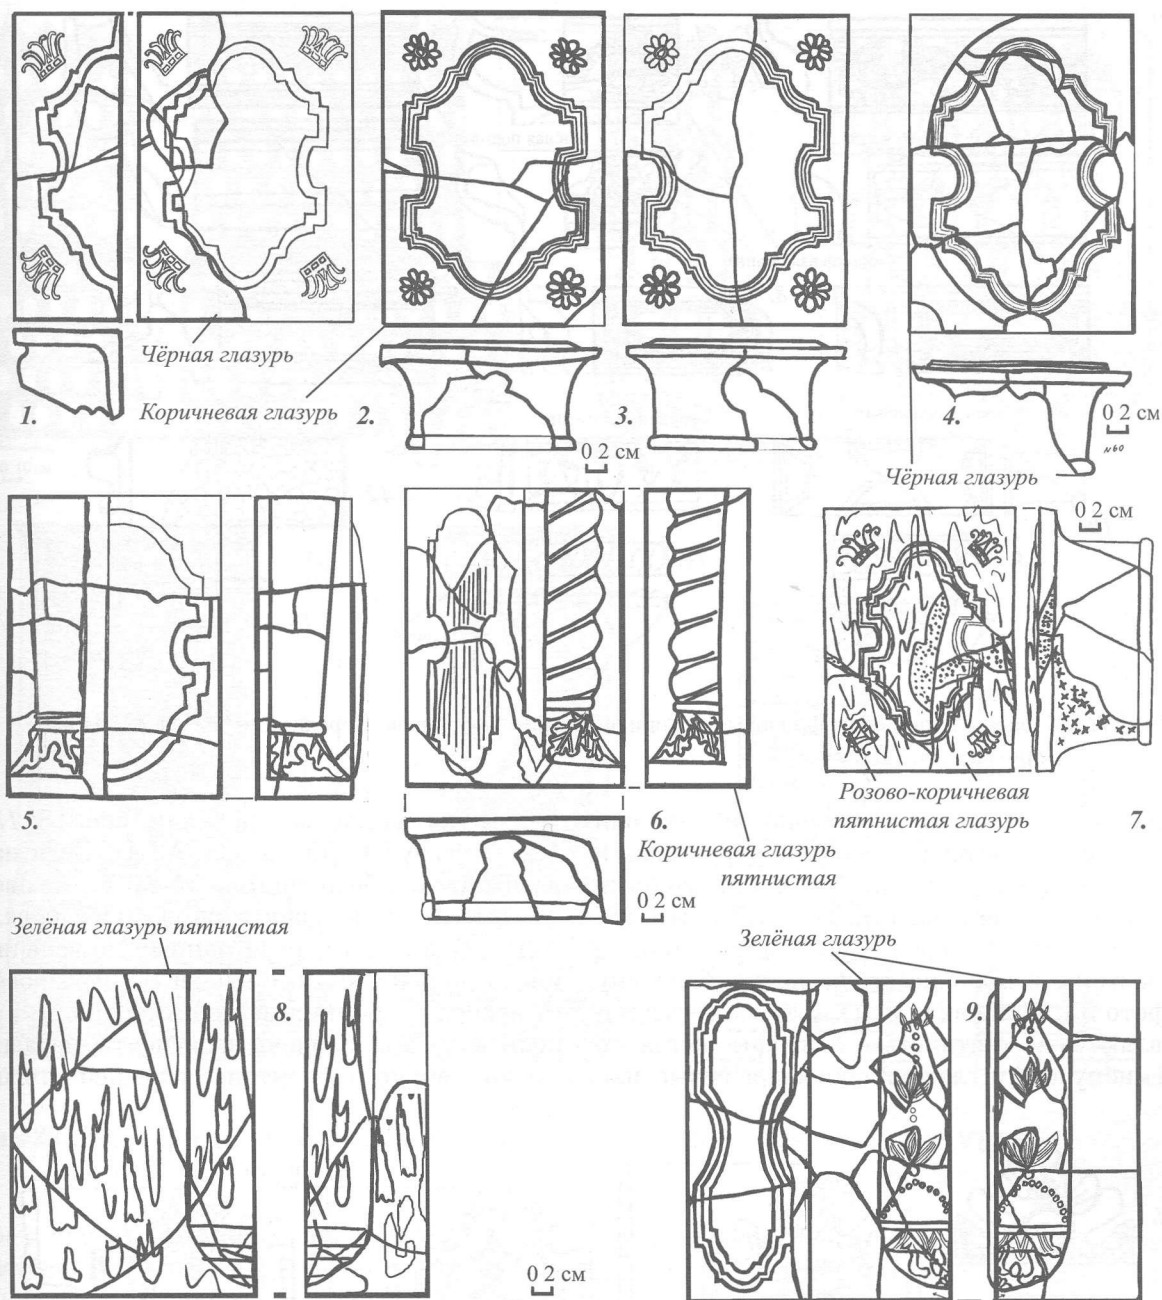 Чёрная глазурь
1.
Коричневая глазурь
2.
3.
4.
0 2 см
№60
0 2 см
Чёрная глазурь
0 2 см
5.
6.
Розово-коричневая
пятнистая глазурь
7.
Коричневая глазурь
пятнистая
0 2 см
Зелёная глазурь пятнистая
Зелёная глазурь
8.
9.
0 2 см